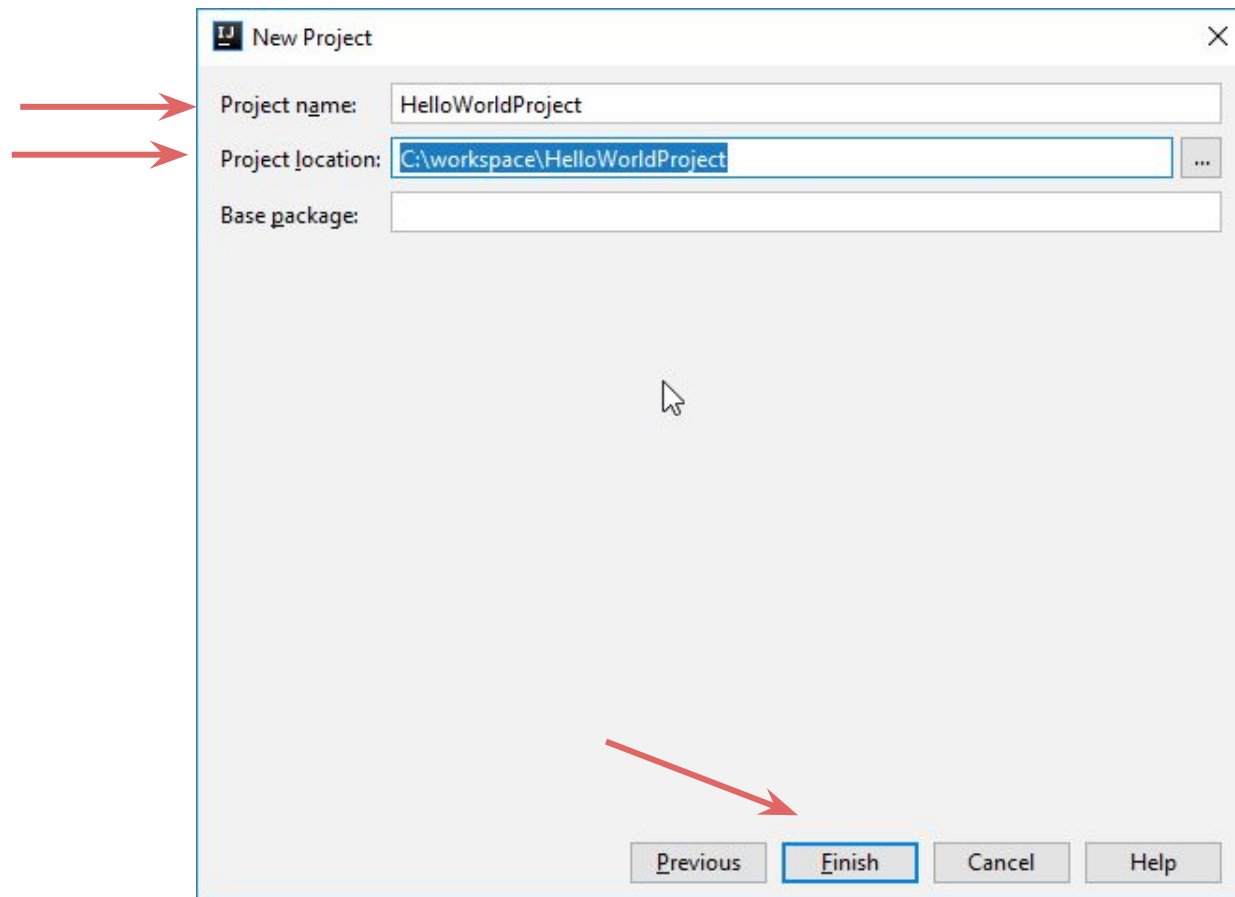 IJ
New Project
Project name: HelloWorldProject
Project location: C:\workspace\HelloWorldProject ...
Base package:
Previous Finish Cancel Help